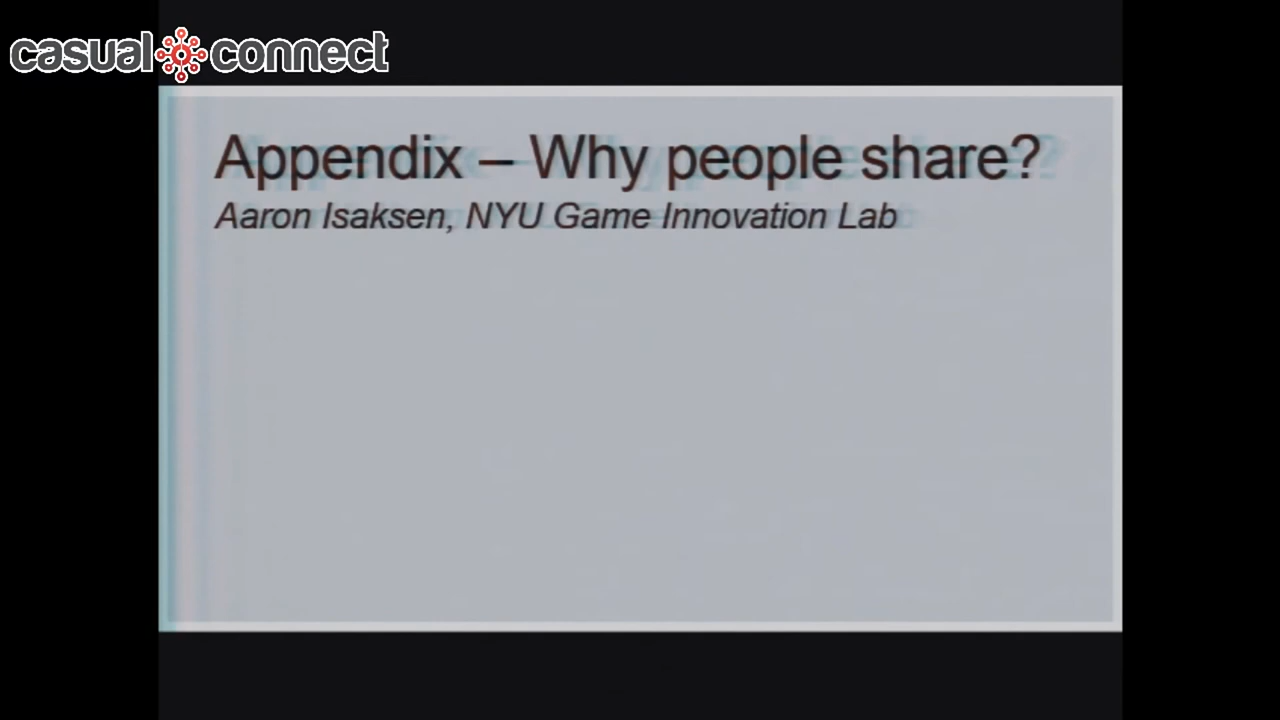 casual connect
Appendix – Why people share?
Aaron Isaksen, NYU Game Innovation Lab